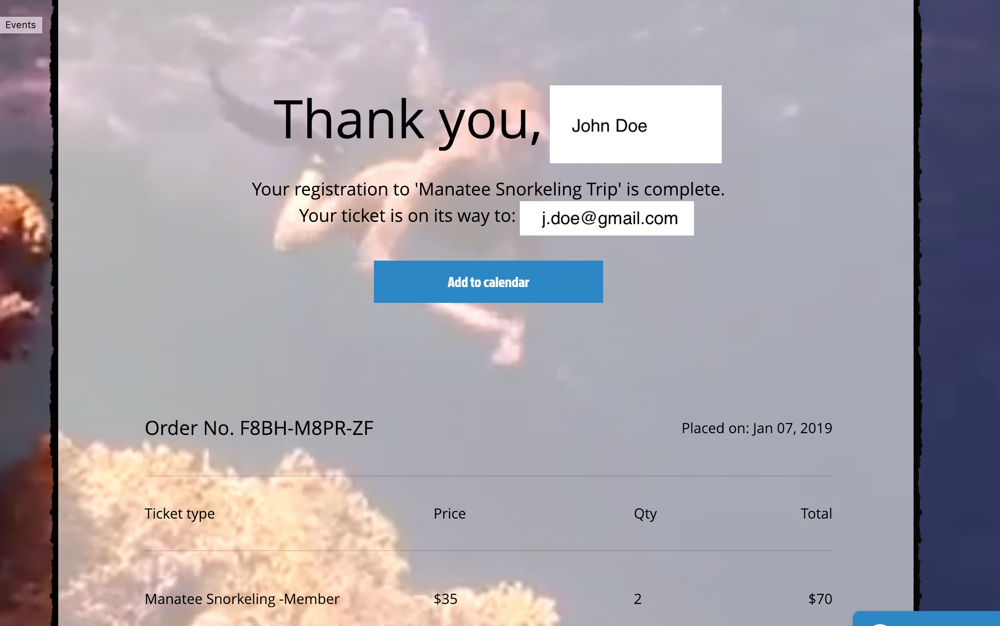 Events
Thank you, John Doe
Your registration to 'Manatee Snorkeling Trip' is complete.
Your ticket is on its way to: j.doe@gmail.com
Add to calendar
Order No. F8BH-M8PR-ZF Placed on: Jan 07, 2019
Ticket type Price Qty Total
Manatee Snorkeling -Member $35 2 $70